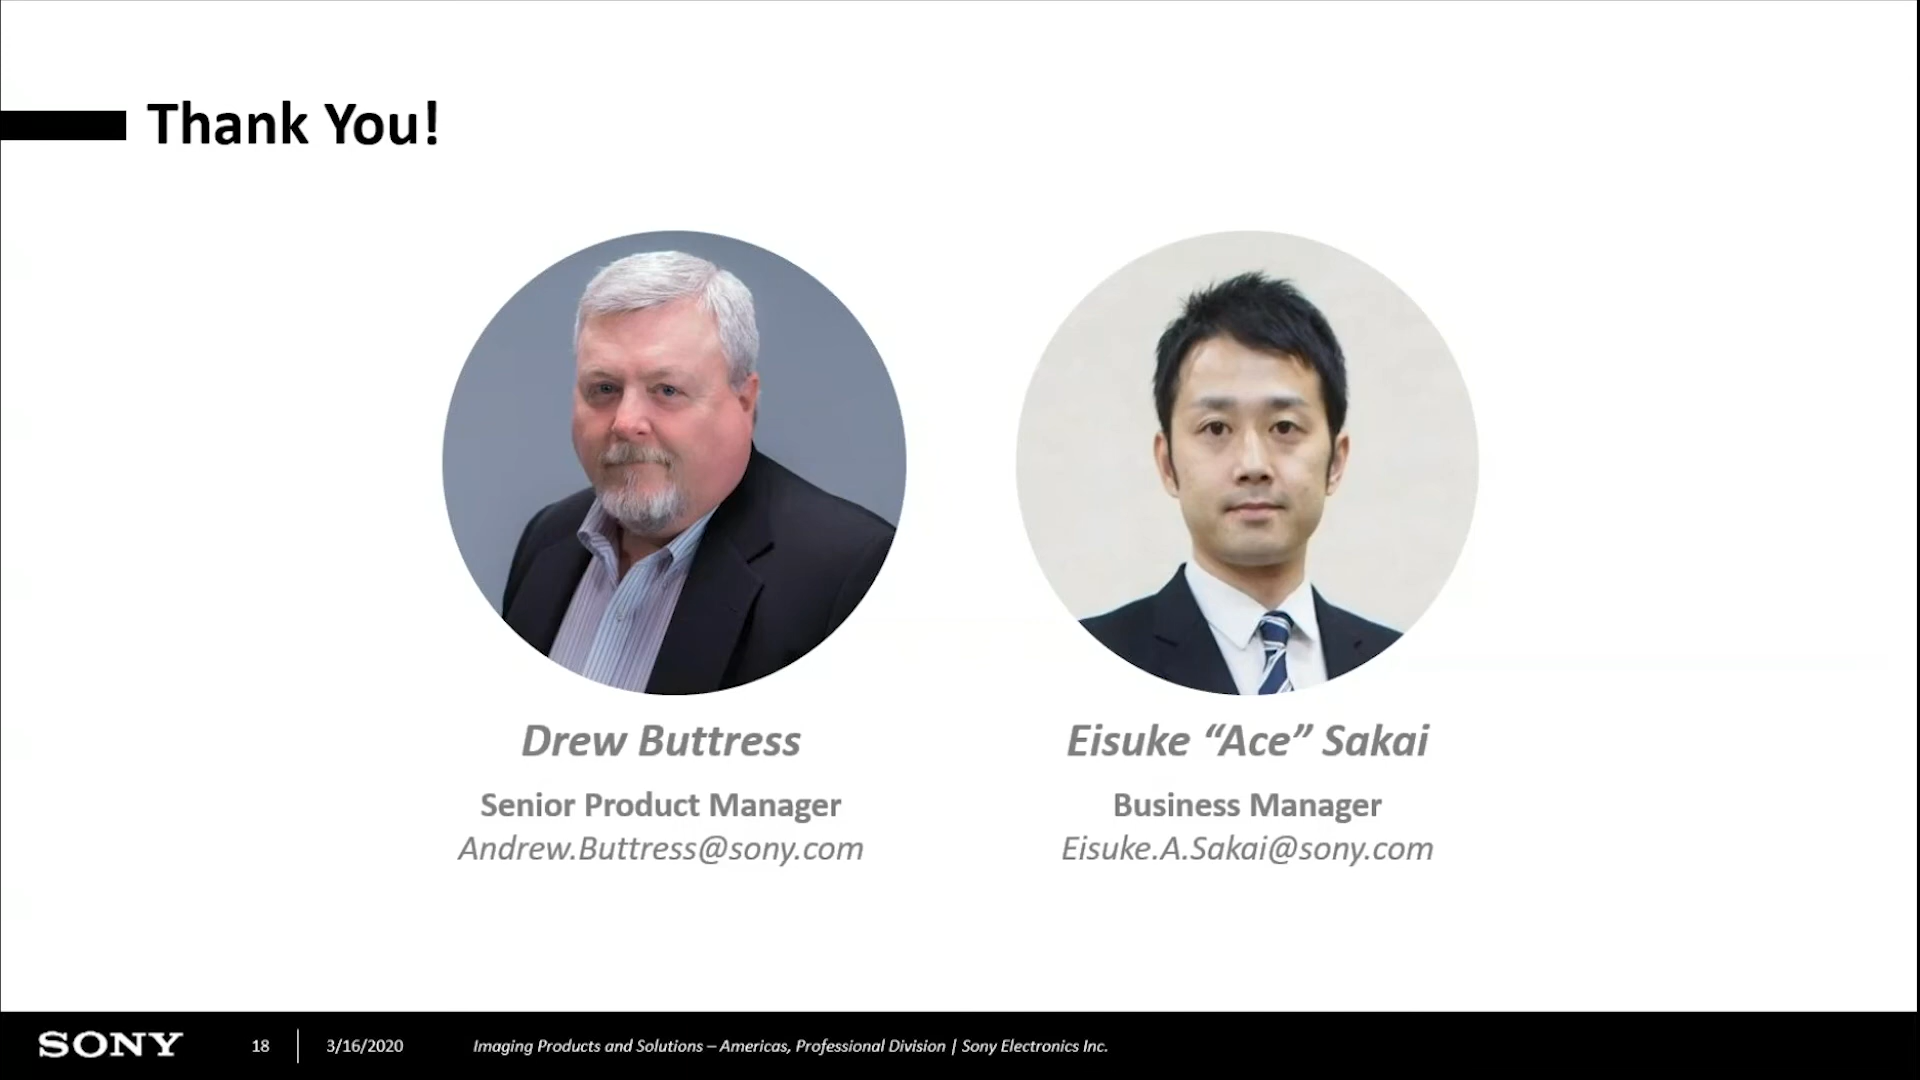 Thank You!
Drew Buttress
Senior Product Manager
Andrew.Buttress@sony.com
Eisuke “Ace” Sakai
Business Manager
Eisuke.A.Sakai@sony.com
SONY 18 3/16/2020 Imaging Products and Solutions – Americas, Professional Division | Sony Electronics Inc.